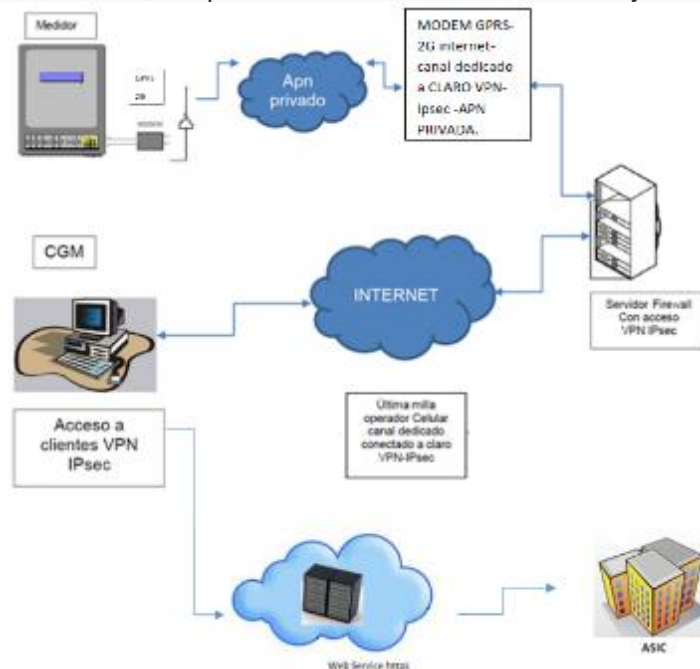 Medidor
Apn
privado
MODEM GPRS-
2G internet-
canal dedicado
a CLARO VPN-
Ipsec -APN
PRIVADA.
CGM
INTERNET
Servidor Firewall
Con acceso
VPN IPsec
Acceso a
clientes VPN
IPsec
Última milla
operador Celular
canal dedicado
conectado a claro
VPN-IPsec
Web Service https
ASIC